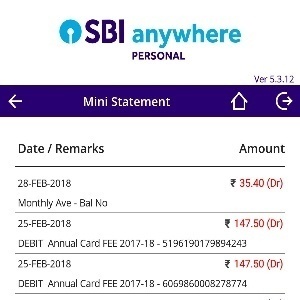 SBI anywhere
PERSONAL
Ver 5.3.12
Mini Statement
Date / Remarks Amount
28-FEB-2018 ₹ 35.40 (Dr)
Monthly Ave - Bal No
25-FEB-2018 ₹ 147.50 (Dr)
DEBIT Annual Card FEE 2017-18 - 5196190179894243
25-FEB-2018 ₹ 147.50 (Dr)
DEBIT Annual Card FEE 2017-18 - 6069860008278774